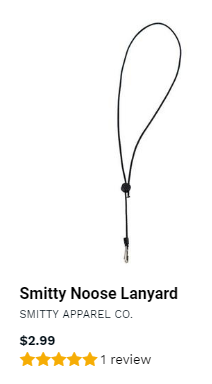 Smitty Noose Lanyard
SMITTY APPAREL CO.
$2.99
1 review